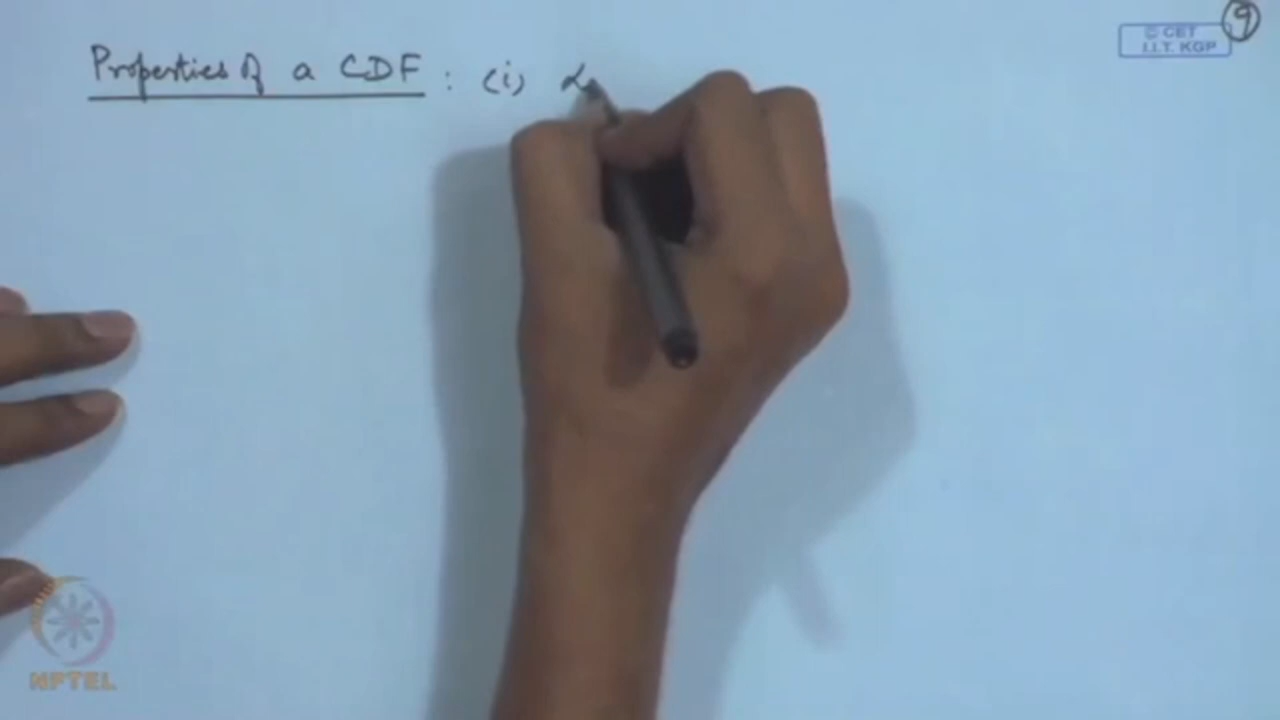 Properties of a CDF : (i)
© CET
I.I.T. KGP
9
NPTEL